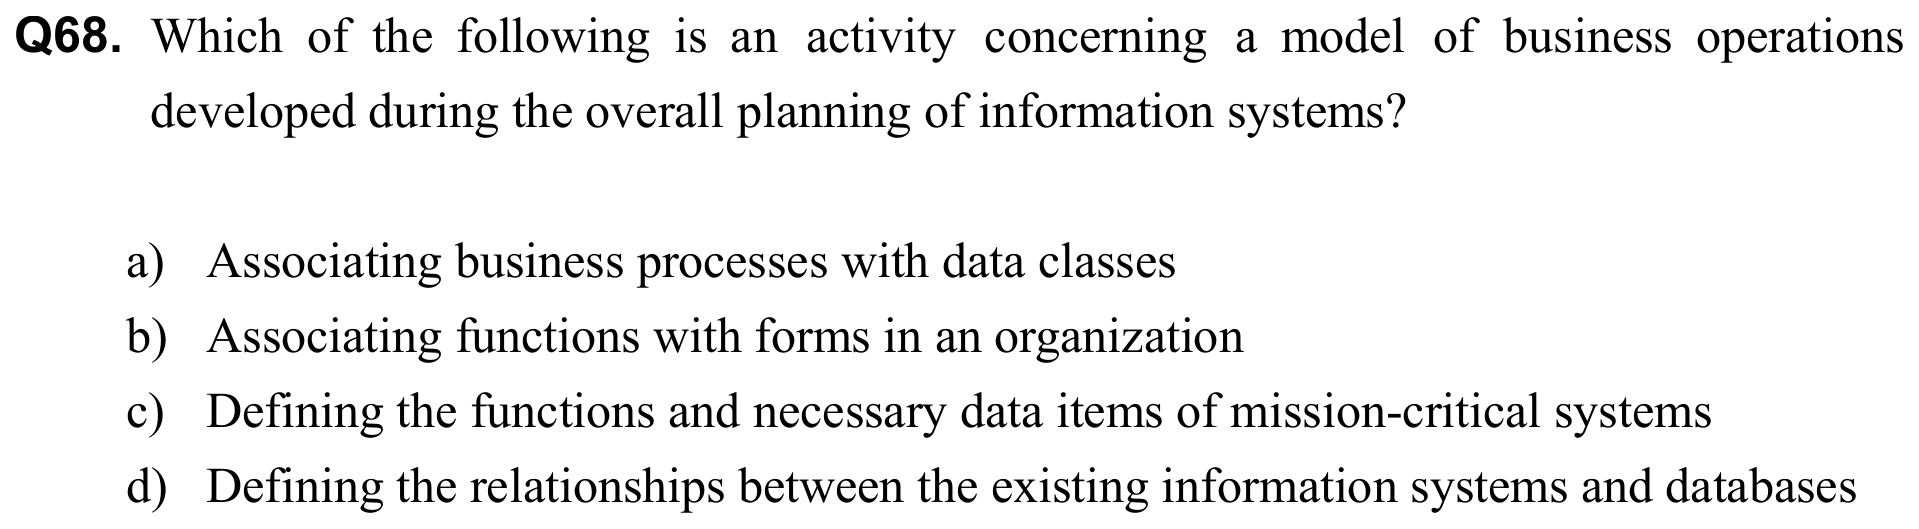 Q68. Which of the following is an activity concerning a model of business operations
developed during the overall planning of information systems?
a) Associating business processes with data classes
b) Associating functions with forms in an organization
c) Defining the functions and necessary data items of mission-critical systems
d) Defining the relationships between the existing information systems and databases